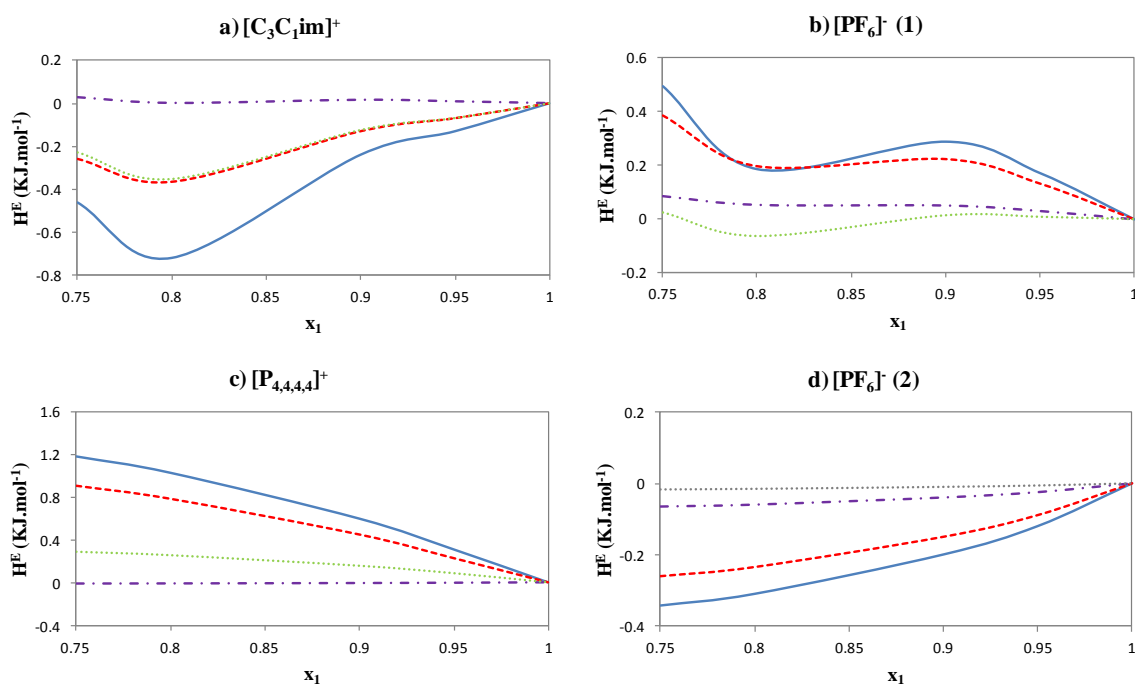 a) [C₃C₁im]⁺
0.2
0
-0.2
-0.4
-0.6
-0.8
Hᴱ (KJ.mol⁻¹)
0.75 0.8 0.85 0.9 0.95 1
x₁
b) [PF₆]⁻ (1)
0.6
0.4
0.2
0
-0.2
Hᴱ (KJ.mol⁻¹)
0.75 0.8 0.85 0.9 0.95 1
x₁
c) [P₄,₄,₄,₄]⁺
1.6
1.2
0.8
0.4
0
-0.4
Hᴱ (KJ.mol⁻¹)
0.75 0.8 0.85 0.9 0.95 1
x₁
d) [PF₆]⁻ (2)
0.2
0
-0.2
-0.4
Hᴱ (KJ.mol⁻¹)
0.75 0.8 0.85 0.9 0.95 1
x₁